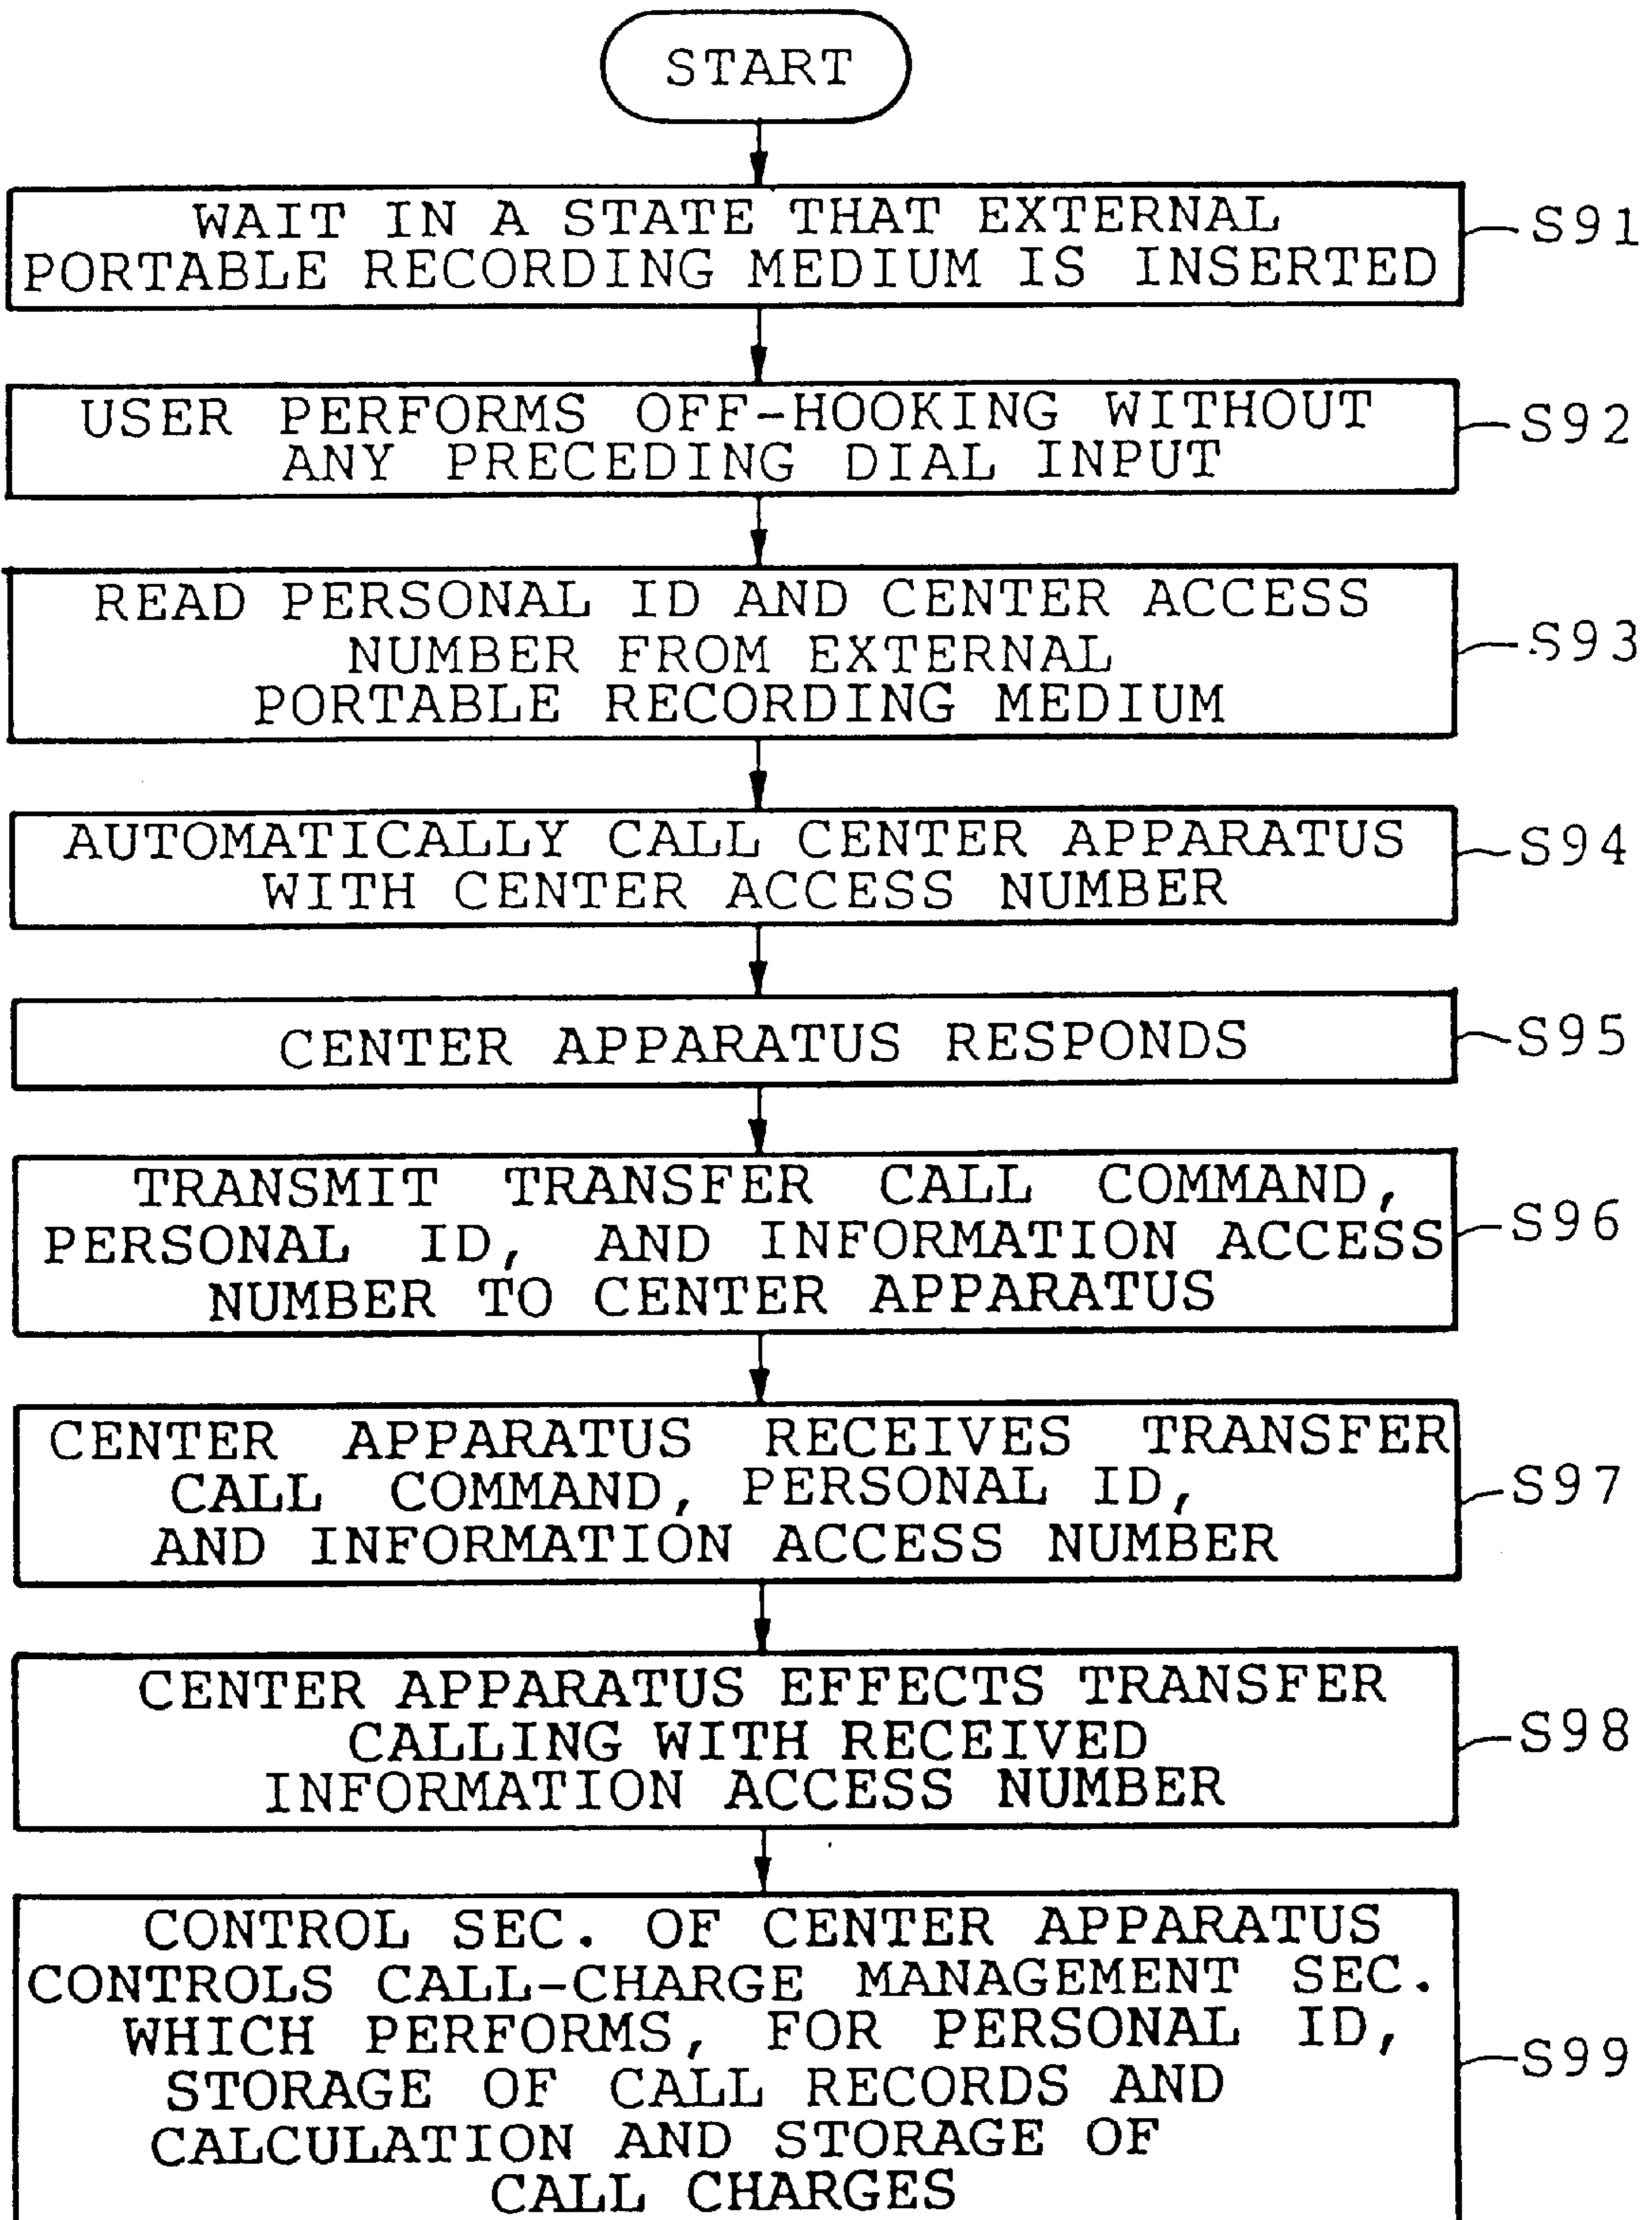 START
WAIT IN A STATE THAT EXTERNAL
PORTABLE RECORDING MEDIUM IS INSERTED
S91
USER PERFORMS OFF-HOOKING WITHOUT
ANY PRECEDING DIAL INPUT
S92
READ PERSONAL ID AND CENTER ACCESS
NUMBER FROM EXTERNAL
PORTABLE RECORDING MEDIUM
S93
AUTOMATICALLY CALL CENTER APPARATUS
WITH CENTER ACCESS NUMBER
S94
CENTER APPARATUS RESPONDS
S95
TRANSMIT TRANSFER CALL COMMAND,
PERSONAL ID, AND INFORMATION ACCESS
NUMBER TO CENTER APPARATUS
S96
CENTER APPARATUS RECEIVES TRANSFER
CALL COMMAND, PERSONAL ID,
AND INFORMATION ACCESS NUMBER
S97
CENTER APPARATUS EFFECTS TRANSFER
CALLING WITH RECEIVED
INFORMATION ACCESS NUMBER
S98
CONTROL SEC. OF CENTER APPARATUS
CONTROLS CALL-CHARGE MANAGEMENT SEC.
WHICH PERFORMS, FOR PERSONAL ID,
STORAGE OF CALL RECORDS AND
CALCULATION AND STORAGE OF
CALL CHARGES
S99